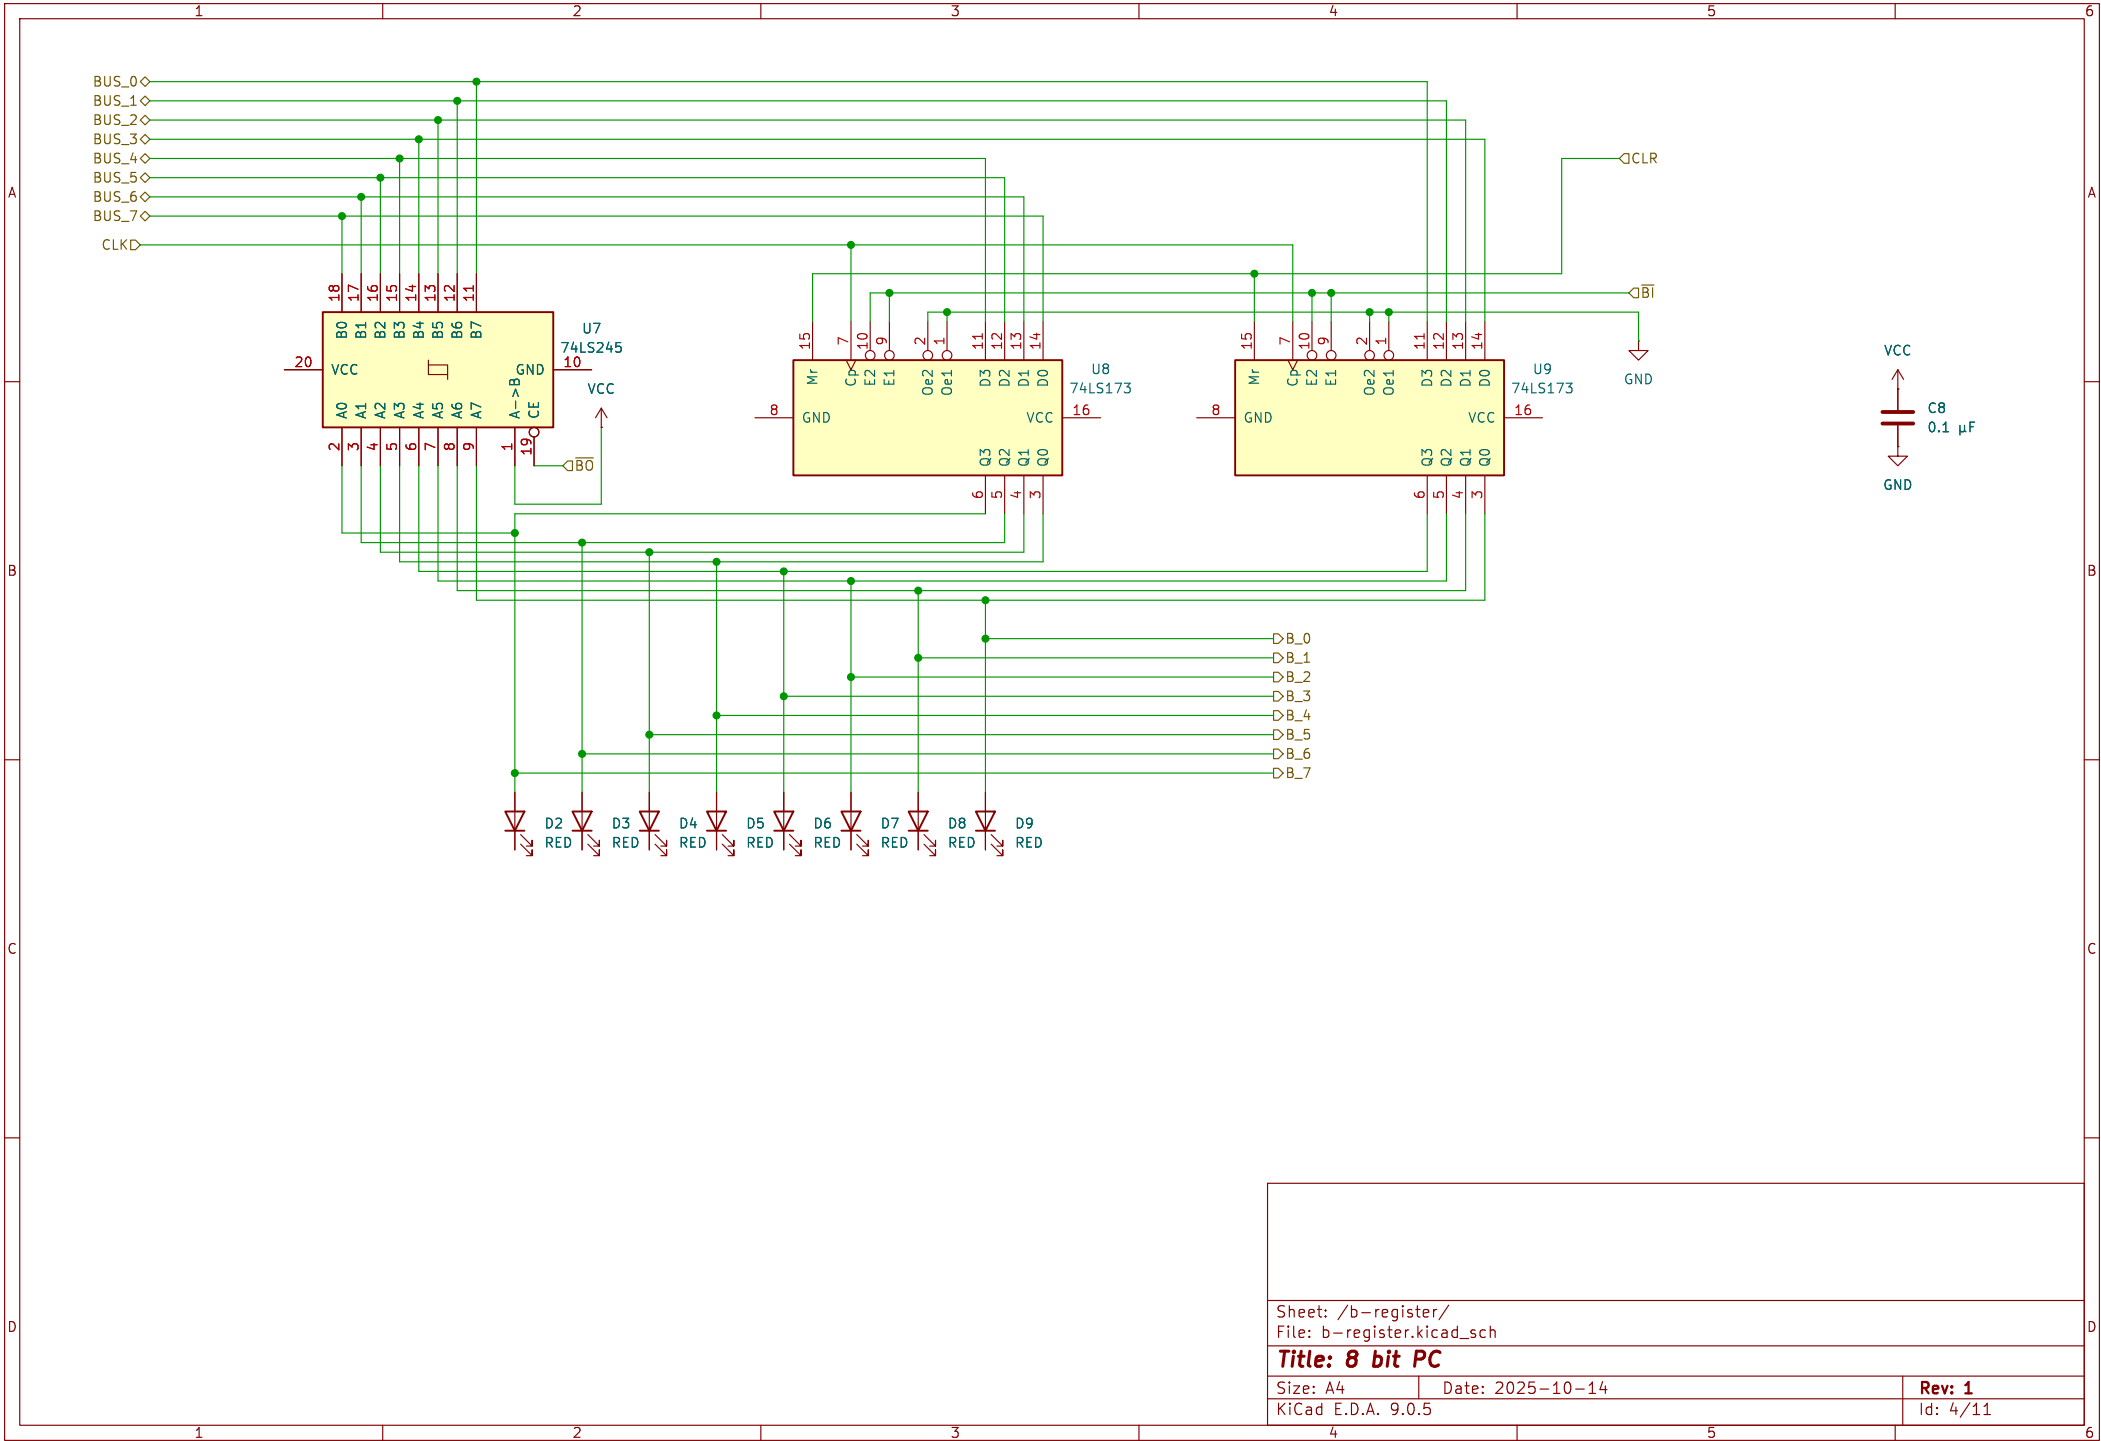 1 2 3 4 5 6
BUS_0
BUS_1
BUS_2
BUS_3
BUS_4
BUS_5
BUS_6
BUS_7
CLK
CLR
B̅I̅
A A
18 17 16 15 14 13 12 11
B0 B1 B2 B3 B4 B5 B6 B7
U7
74LS245
20 VCC GND 10
A0 A1 A2 A3 A4 A5 A6 A7 A->B CE
2 3 4 5 6 7 8 9 1 19
VCC
B̅O̅
15 7 10 9 2 1 11 12 13 14
Mr Cp E2 E1 Oe2 Oe1 D3 D2 D1 D0
U8
74LS173
8 GND VCC 16
Q3 Q2 Q1 Q0
6 5 4 3
15 7 10 9 2 1 11 12 13 14
Mr Cp E2 E1 Oe2 Oe1 D3 D2 D1 D0
U9
74LS173
8 GND VCC 16
Q3 Q2 Q1 Q0
6 5 4 3
GND
VCC
C8
0.1 µF
GND
B B
B_0
B_1
B_2
B_3
B_4
B_5
B_6
B_7
D2 D3 D4 D5 D6 D7 D8 D9
RED RED RED RED RED RED RED RED
C C
D D
Sheet: /b-register/
File: b-register.kicad_sch
Title: 8 bit PC
Size: A4 Date: 2025-10-14 Rev: 1
KiCad E.D.A. 9.0.5 Id: 4/11
1 2 3 4 5 6